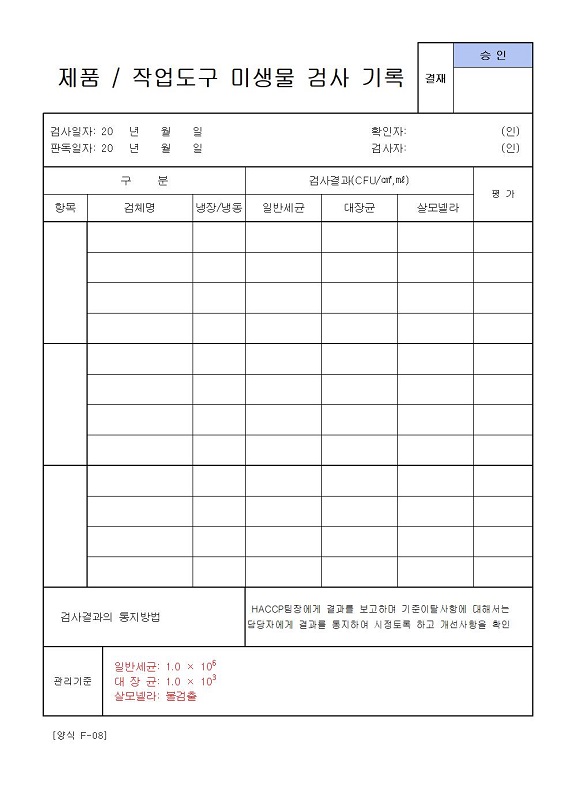 제품 / 작업도구 미생물 검사 기록
결재
승 인
검사일자: 20 년 월 일 확인자: (인)
판독일자: 20 년 월 일 검사자: (인)
구 분 검사결과(CFU/㎠,㎖) 평 가
항목 검체명 냉장/냉동 일반세균 대장균 살모넬라
검사결과의 통지방법
HACCP팀장에게 결과를 보고하며 기준이탈사항에 대해서는
담당자에게 결과를 통지하여 시정토록 하고 개선사항을 확인
관리기준
일반세균: 1.0 × 10⁶
대 장 균: 1.0 × 10³
살모넬라: 불검출
[양식 F-08]